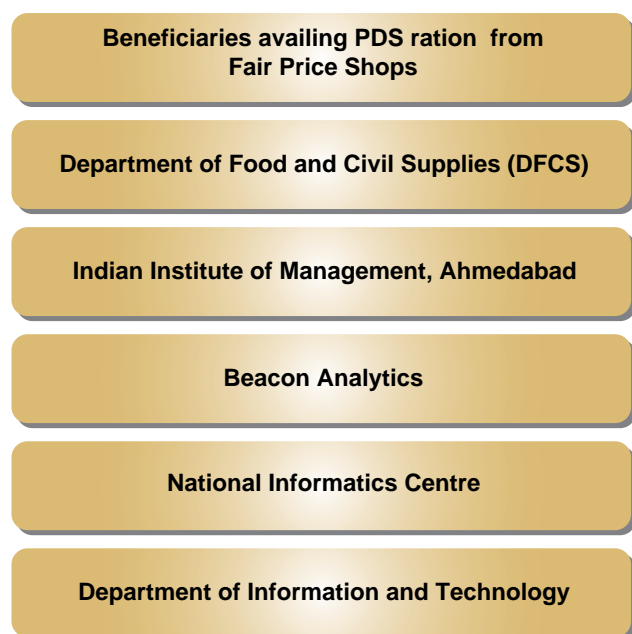 Beneficiaries availing PDS ration from
Fair Price Shops
Department of Food and Civil Supplies (DFCS)
Indian Institute of Management, Ahmedabad
Beacon Analytics
National Informatics Centre
Department of Information and Technology